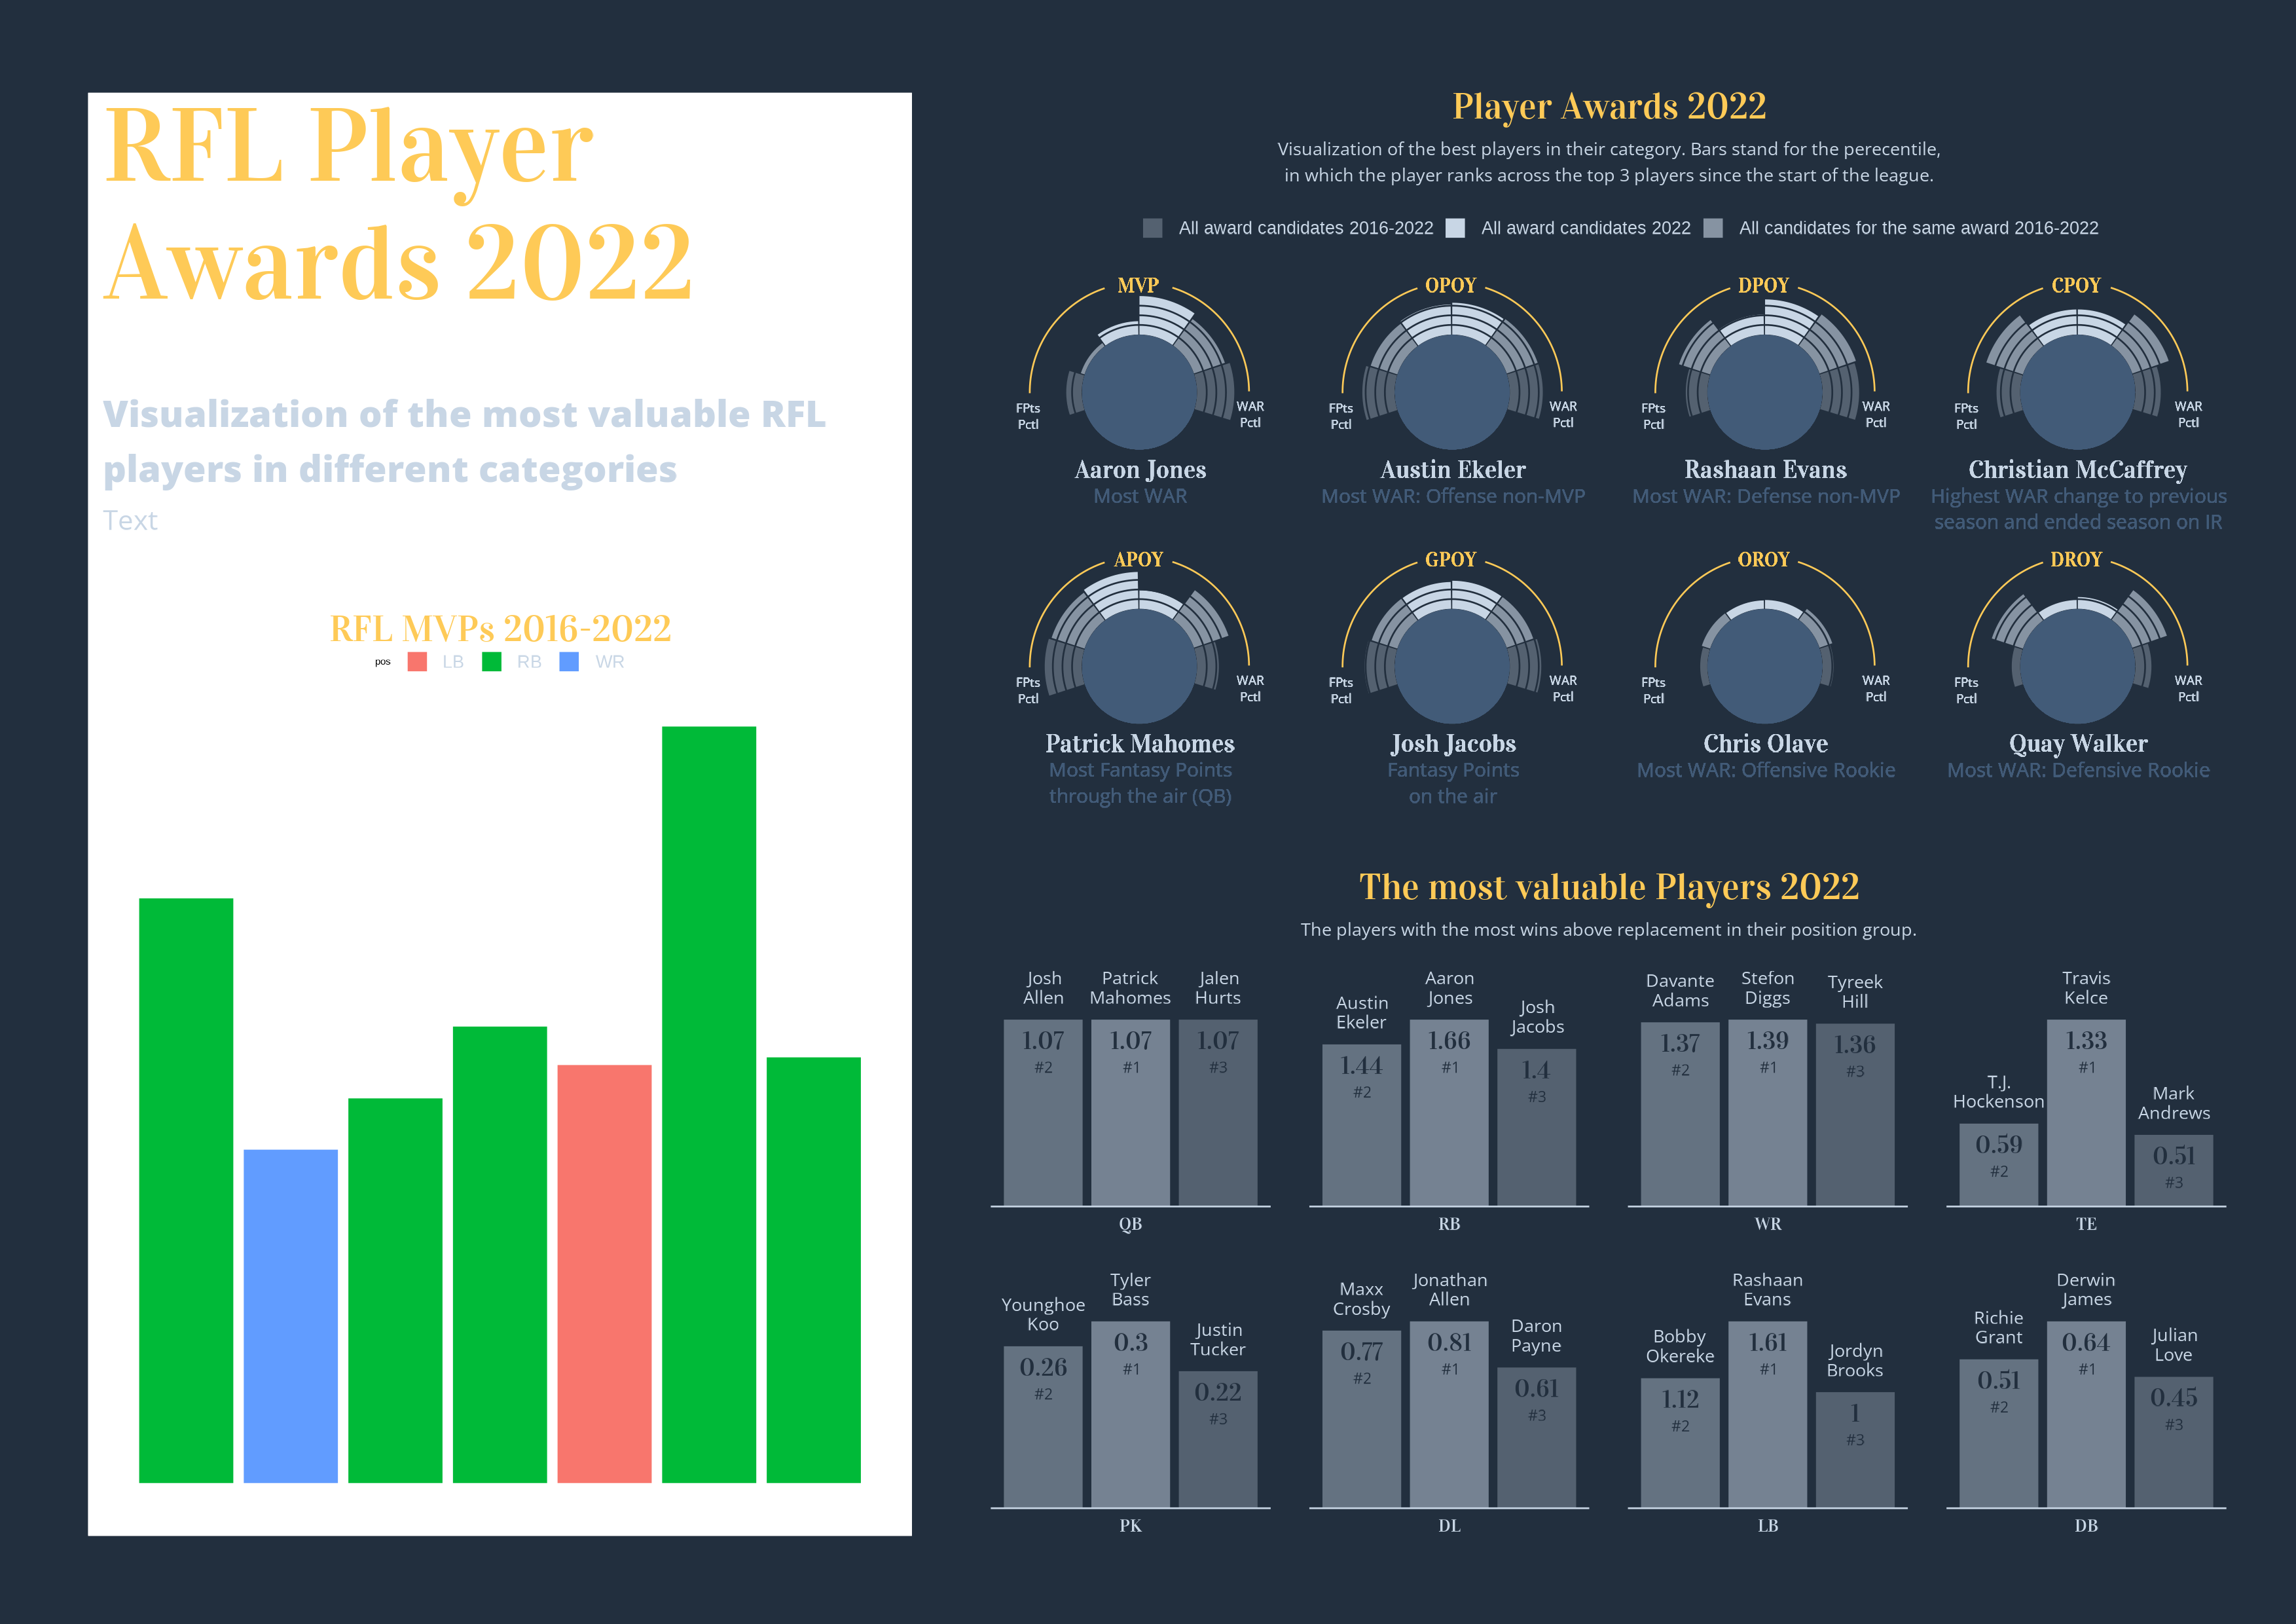 RFL Player
Awards 2022
Visualization of the most valuable RFL
players in different categories
Text
RFL MVPs 2016-2022
pos LB RB WR
Player Awards 2022
Visualization of the best players in their category. Bars stand for the perecentile,
in which the player ranks across the top 3 players since the start of the league.
All award candidates 2016-2022 All award candidates 2022 All candidates for the same award 2016-2022
MVP
FPts
Pctl
WAR
Pctl
Aaron Jones
Most WAR
OPOY
FPts
Pctl
WAR
Pctl
Austin Ekeler
Most WAR: Offense non-MVP
DPOY
FPts
Pctl
WAR
Pctl
Rashaan Evans
Most WAR: Defense non-MVP
CPOY
FPts
Pctl
WAR
Pctl
Christian McCaffrey
Highest WAR change to previous
season and ended season on IR
APOY
FPts
Pctl
WAR
Pctl
Patrick Mahomes
Most Fantasy Points
through the air (QB)
GPOY
FPts
Pctl
WAR
Pctl
Josh Jacobs
Fantasy Points
on the air
OROY
FPts
Pctl
WAR
Pctl
Chris Olave
Most WAR: Offensive Rookie
DROY
FPts
Pctl
WAR
Pctl
Quay Walker
Most WAR: Defensive Rookie
The most valuable Players 2022
The players with the most wins above replacement in their position group.
Josh
Allen
1.07
#2
Patrick
Mahomes
1.07
#1
Jalen
Hurts
1.07
#3
QB
Austin
Ekeler
1.44
#2
Aaron
Jones
1.66
#1
Josh
Jacobs
1.4
#3
RB
Davante
Adams
1.37
#2
Stefon
Diggs
1.39
#1
Tyreek
Hill
1.36
#3
WR
T.J.
Hockenson
0.59
#2
Travis
Kelce
1.33
#1
Mark
Andrews
0.51
#3
TE
Younghoe
Koo
0.26
#2
Tyler
Bass
0.3
#1
Justin
Tucker
0.22
#3
PK
Maxx
Crosby
0.77
#2
Jonathan
Allen
0.81
#1
Daron
Payne
0.61
#3
DL
Bobby
Okereke
1.12
#2
Rashaan
Evans
1.61
#1
Jordyn
Brooks
1
#3
LB
Richie
Grant
0.51
#2
Derwin
James
0.64
#1
Julian
Love
0.45
#3
DB